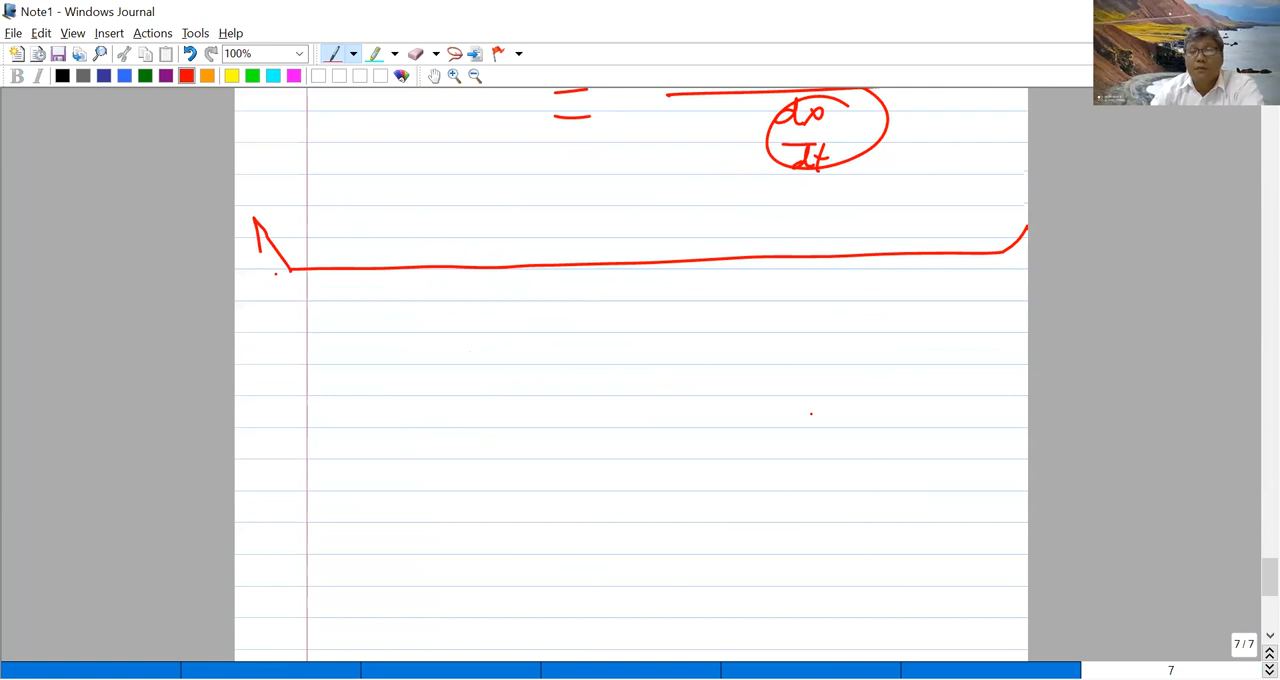 Note1 - Windows Journal
File Edit View Insert Actions Tools Help
100%
B I
=
dx
dt
7 / 7
7